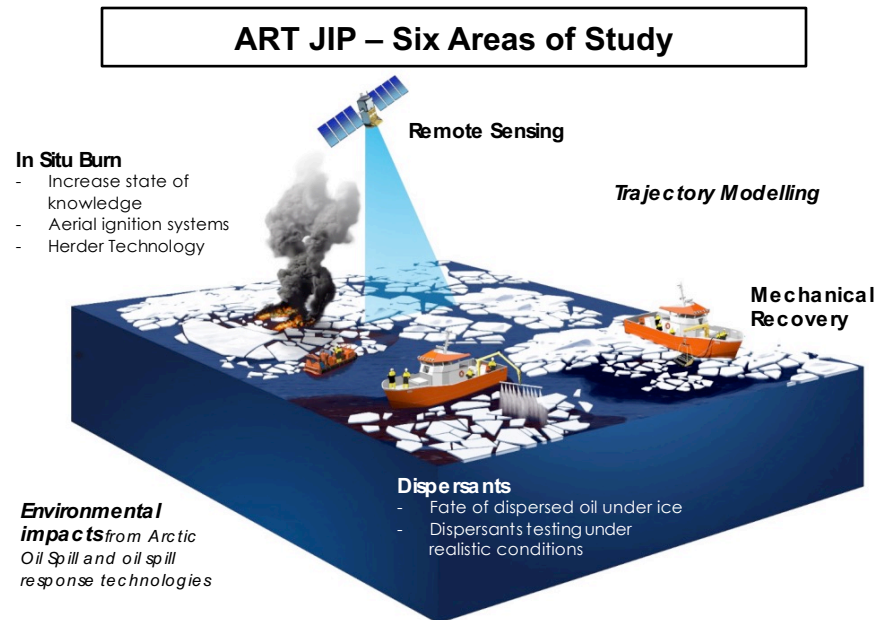 ART JIP – Six Areas of Study
Remote Sensing
In Situ Burn
- Increase state of
knowledge
- Aerial ignition systems
- Herder Technology
Trajectory Modelling
Mechanical
Recovery
Dispersants
- Fate of dispersed oil under ice
- Dispersants testing under
realistic conditions
Environmental
impacts from Arctic
Oil Spill and oil spill
response technologies